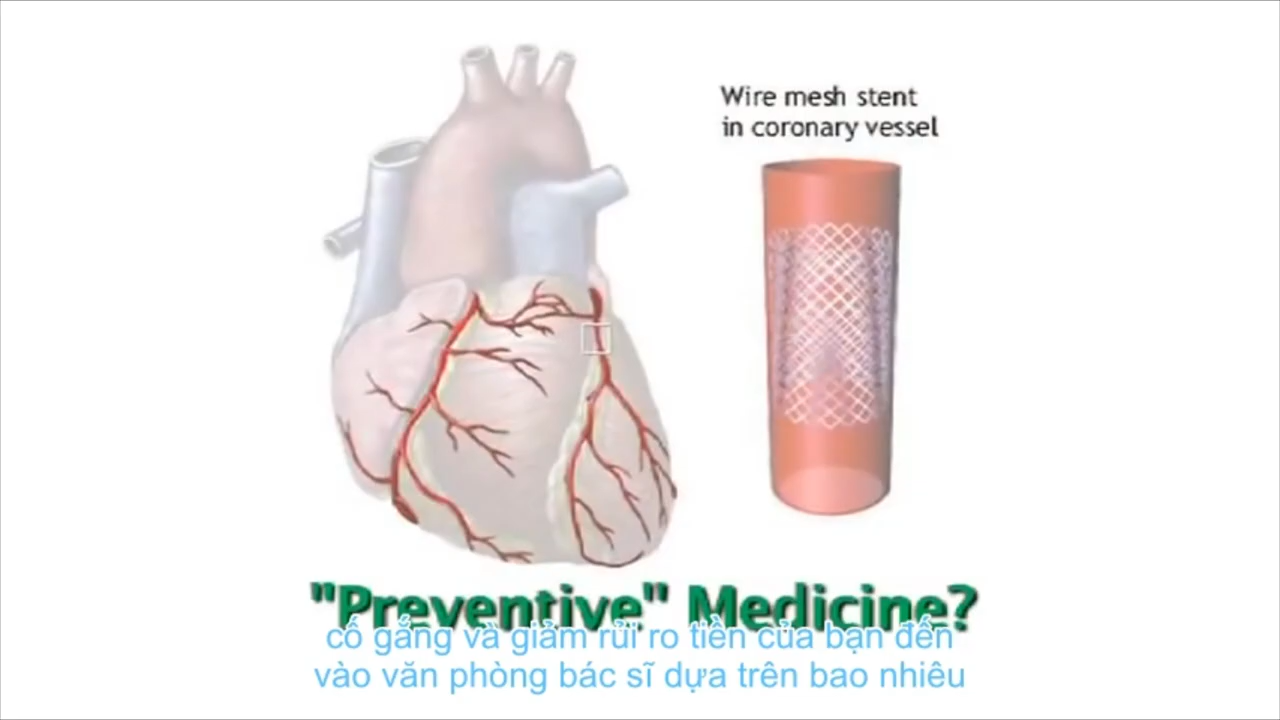 Wire mesh stent
in coronary vessel
"Preventive" Medicine?
cố gắng và giảm rủi ro tiền của bạn đến
vào văn phòng bác sĩ dựa trên bao nhiêu